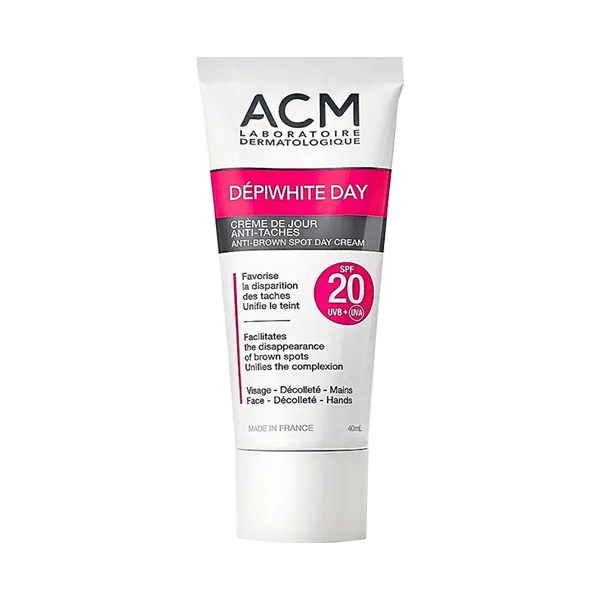 ACM
LABORATOIRE
DERMATOLOGIQUE
DÉPIWHITE DAY
CRÈME DE JOUR
ANTI-TACHES
ANTI-BROWN SPOT DAY CREAM
Favorise
la disparition
des taches
Unifie le teint
SPF
20
UVB + UVA
Facilitates
the disappearance
of brown spots
Unifies the complexion
Visage - Décolleté - Mains
Face - Décolleté - Hands
MADE IN FRANCE
40mL